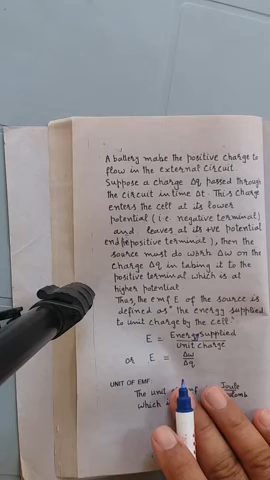 A battery make the positive charge to
flow in the external circuit
Suppose a charge Δq passed through
the circuit in time Δt. This charge
enters the cell at its lower
potential (i.e negative terminal)
and leaves at its +ve potential
end (positive terminal), then the
source must do work Δw on the
charge Δq in taking it to the
positive terminal which is at
higher potential
Thus, the emf E of the source is
defined as "the energy supplied
to unit charge by the cell"
E = Energy supplied / Unit charge
or E = Δw / Δq
UNIT OF EMF:
The unit Joule
which